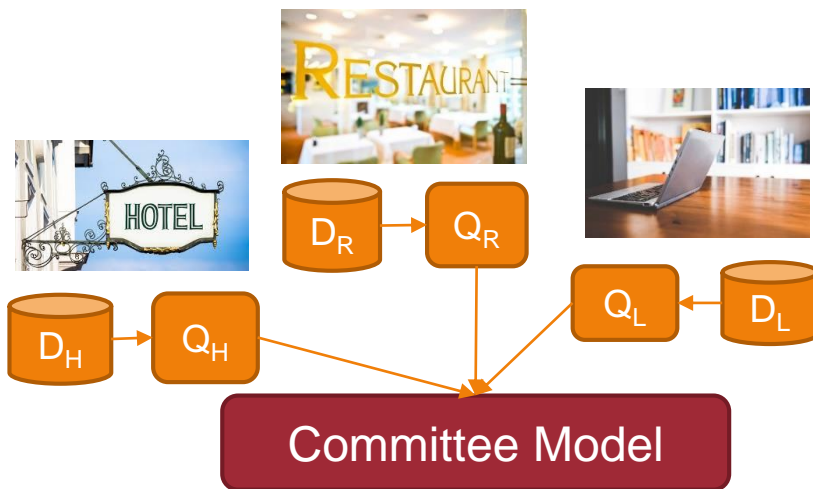 RESTAURANT
HOTEL
D_R
Q_R
D_H
Q_H
Q_L
D_L
Committee Model